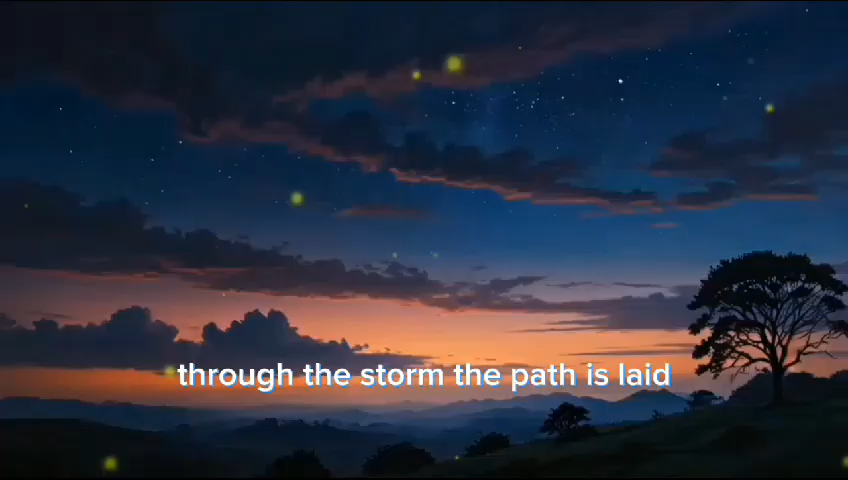 through the storm the path is laid